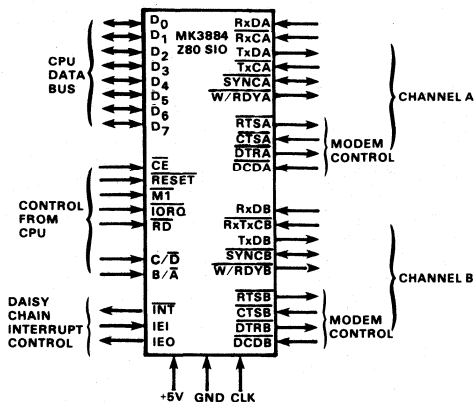 MK3884
Z80 SIO
CPU
DATA
BUS
D0
D1
D2
D3
D4
D5
D6
D7
CONTROL
FROM
CPU
CE
RESET
M1
IORQ
RD
C/D
B/A
DAISY
CHAIN
INTERRUPT
CONTROL
INT
IEI
IEO
RxDA
RxCA
TxDA
TxCA
SYNCA
W/RDYA
RTSA
CTSA
DTRA
DCDA
MODEM
CONTROL
CHANNEL A
RxDB
RxTxCB
TxDB
SYNCB
W/RDYB
RTSB
CTSB
DTRB
DCDB
MODEM
CONTROL
CHANNEL B
+5V GND CLK